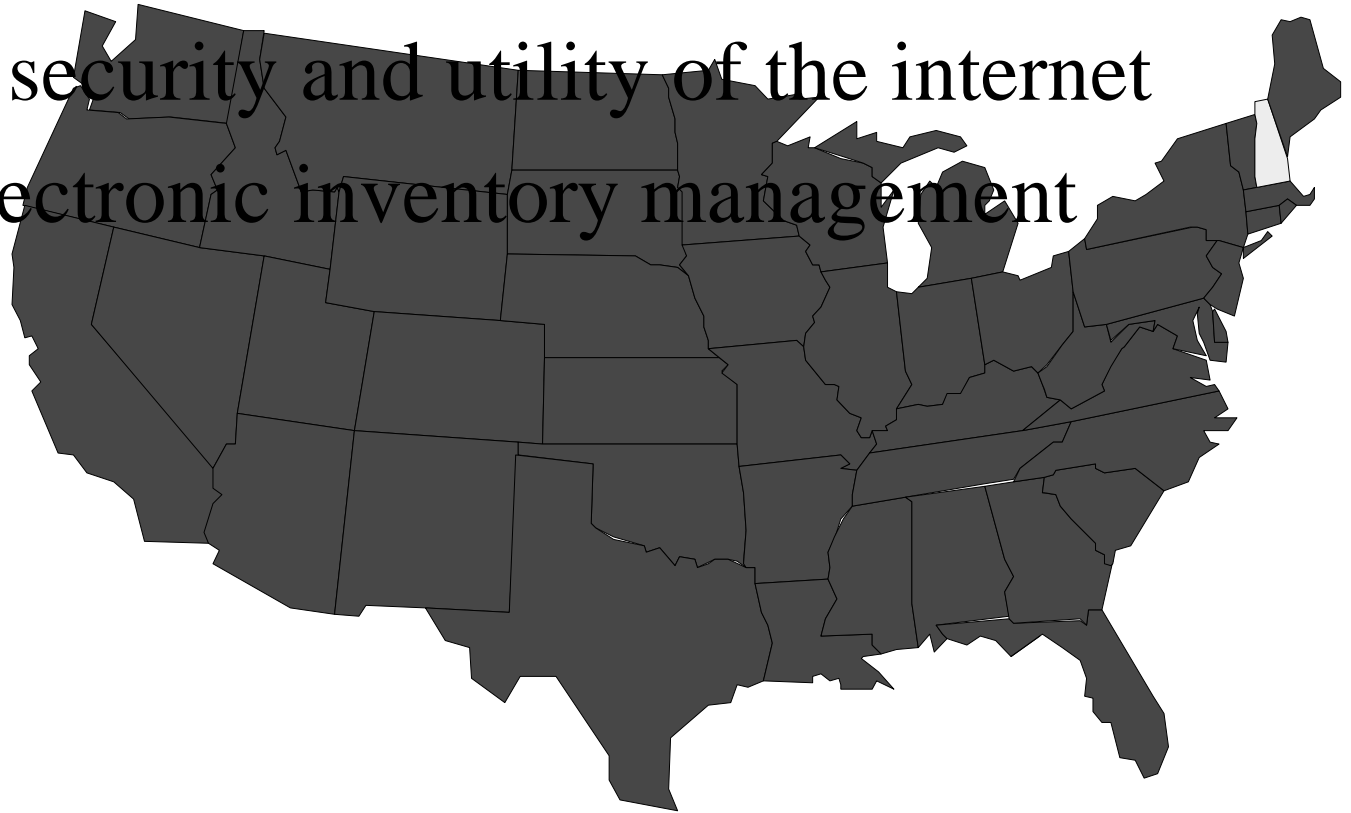 security and utility of the internet
ectronic inventory management